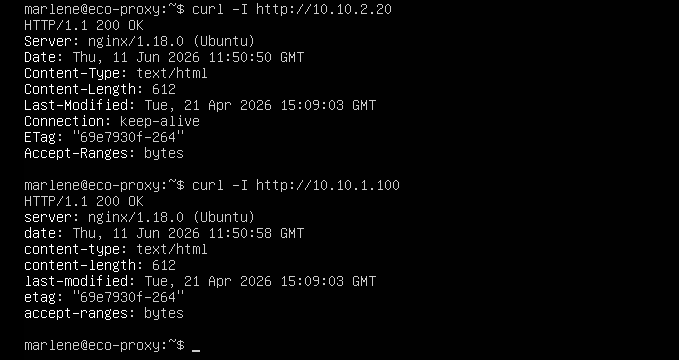 marlene@eco-proxy:~$ curl -I http://10.10.2.20
HTTP/1.1 200 OK
Server: nginx/1.18.0 (Ubuntu)
Date: Thu, 11 Jun 2026 11:50:50 GMT
Content-Type: text/html
Content-Length: 612
Last-Modified: Tue, 21 Apr 2026 15:09:03 GMT
Connection: keep-alive
ETag: "69e7930f-264"
Accept-Ranges: bytes

marlene@eco-proxy:~$ curl -I http://10.10.1.100
HTTP/1.1 200 OK
server: nginx/1.18.0 (Ubuntu)
date: Thu, 11 Jun 2026 11:50:58 GMT
content-type: text/html
content-length: 612
last-modified: Tue, 21 Apr 2026 15:09:03 GMT
etag: "69e7930f-264"
accept-ranges: bytes

marlene@eco-proxy:~$ _